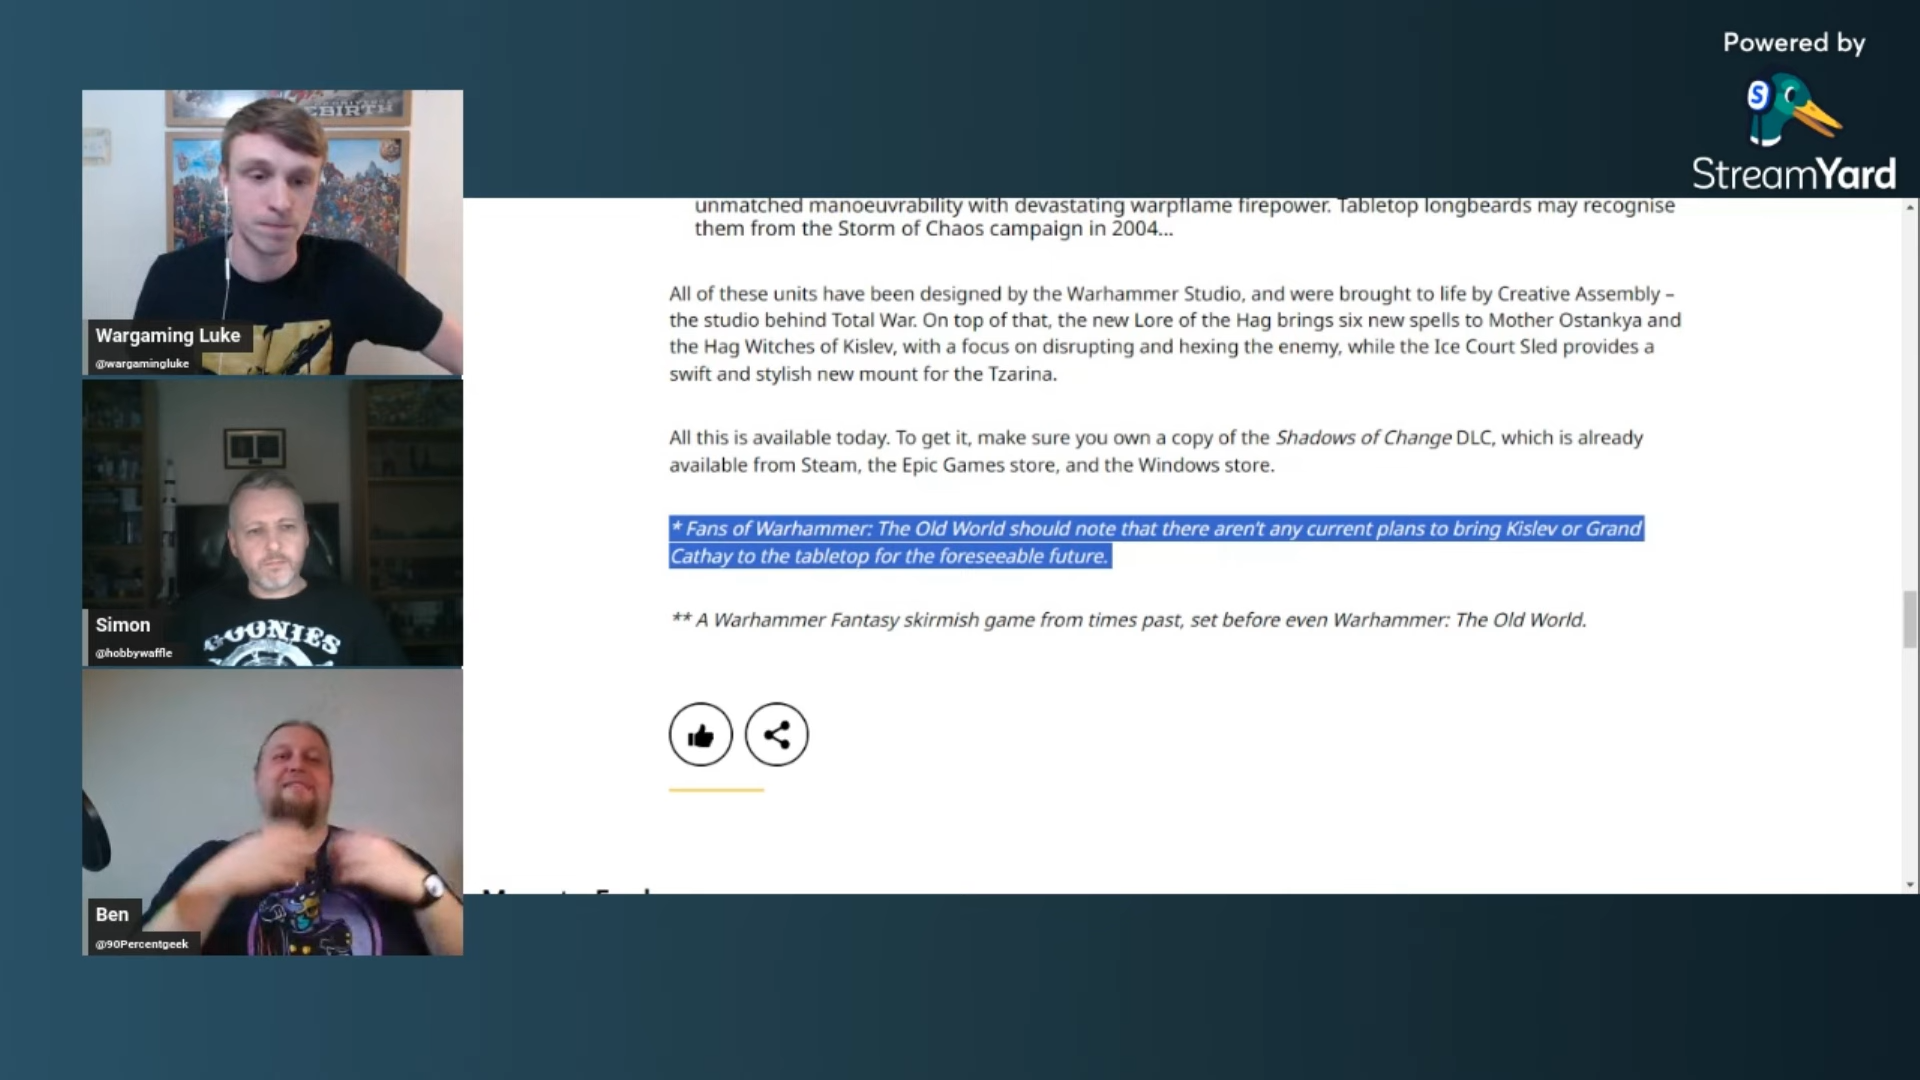 Powered by
StreamYard
EBIRTH
Wargaming Luke
@wargamingluke
GOONIES
Simon
@hobbywaffle
Ben
@90Percentgeek
unmatched manoeuvrability with devastating warpflame firepower. Tabletop longbeards may recognise
them from the Storm of Chaos campaign in 2004...
All of these units have been designed by the Warhammer Studio, and were brought to life by Creative Assembly –
the studio behind Total War. On top of that, the new Lore of the Hag brings six new spells to Mother Ostankya and
the Hag Witches of Kislev, with a focus on disrupting and hexing the enemy, while the Ice Court Sled provides a
swift and stylish new mount for the Tzarina.
All this is available today. To get it, make sure you own a copy of the Shadows of Change DLC, which is already
available from Steam, the Epic Games store, and the Windows store.
* Fans of Warhammer: The Old World should note that there aren't any current plans to bring Kislev or Grand
Cathay to the tabletop for the foreseeable future.
** A Warhammer Fantasy skirmish game from times past, set before even Warhammer: The Old World.